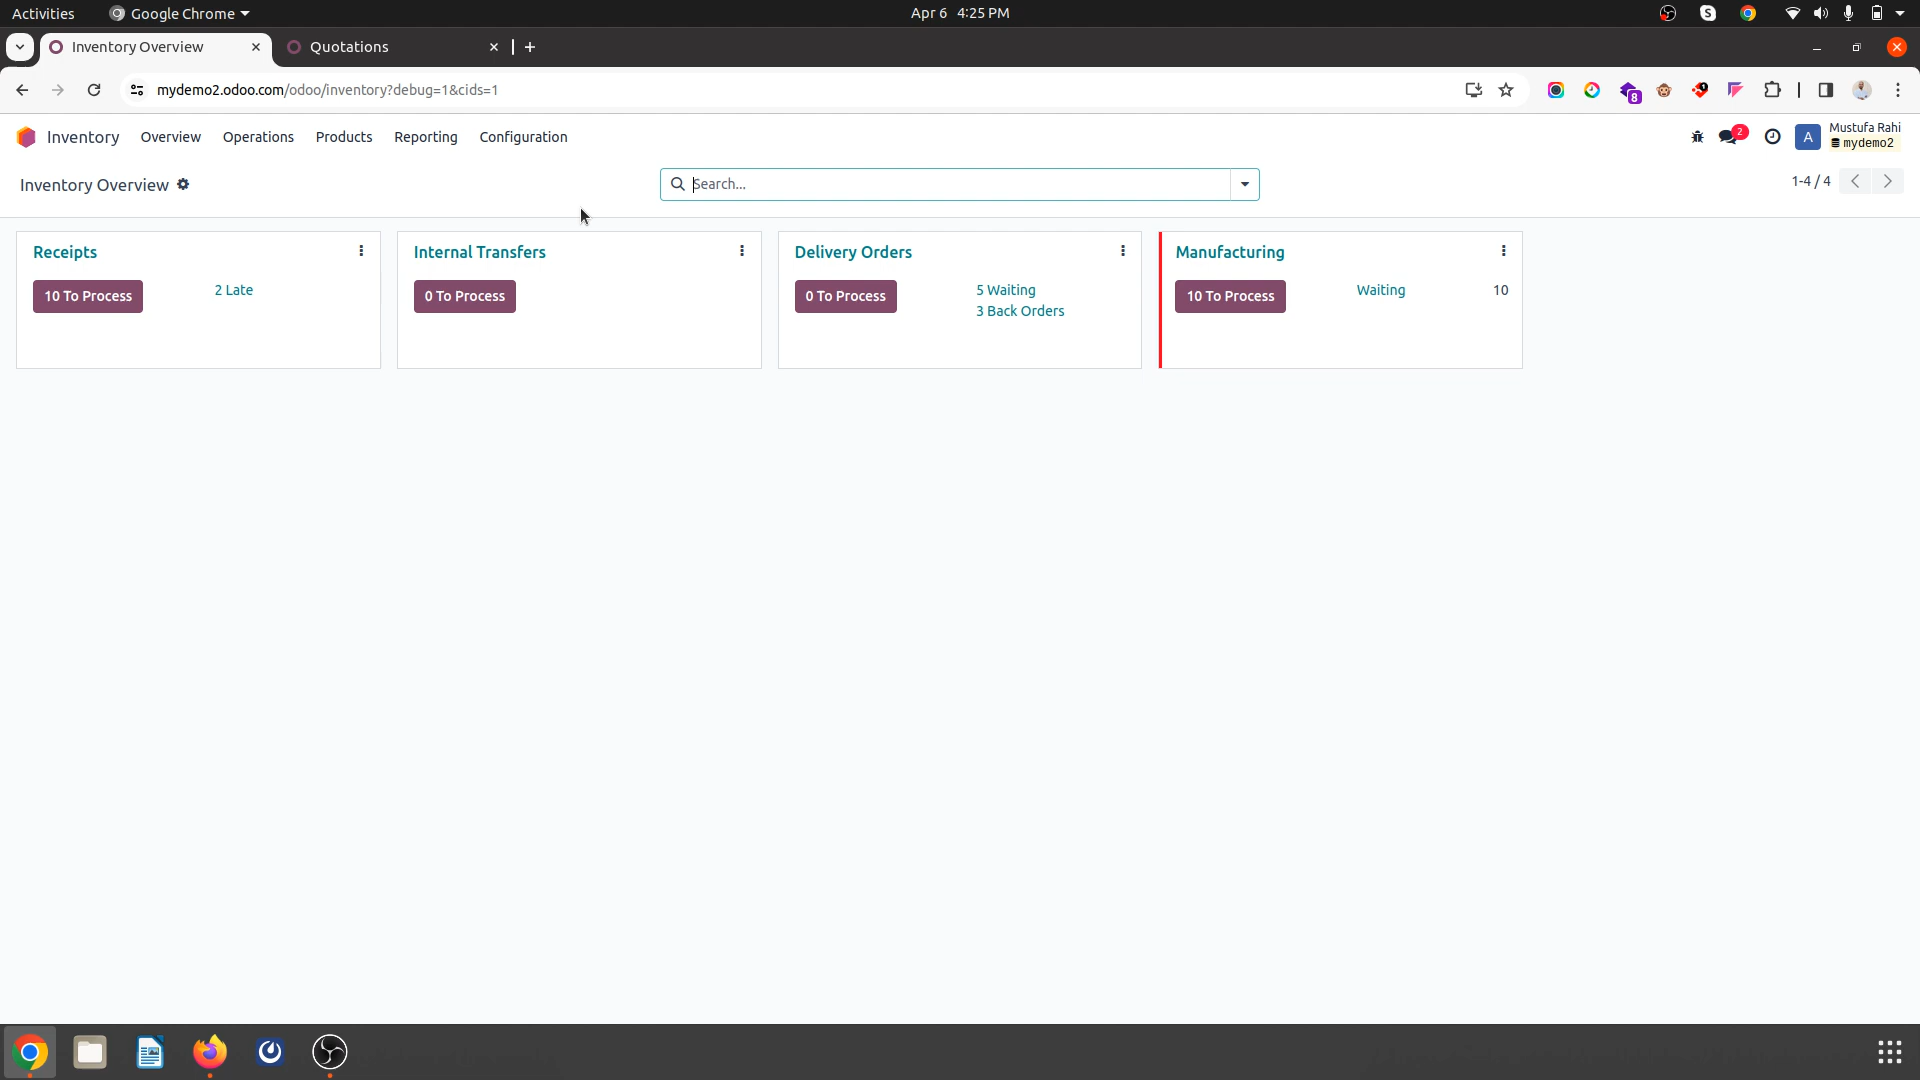 Activities
Google Chrome
Apr 6 4:25 PM
S
Inventory Overview
Quotations
mydemo2.odoo.com/odoo/inventory?debug=1&cids=1
8
Inventory
Overview
Operations
Products
Reporting
Configuration
2
A
Mustufa Rahi
mydemo2
Inventory Overview
Search...
1-4 / 4
Receipts
10 To Process
2 Late
Internal Transfers
0 To Process
Delivery Orders
0 To Process
5 Waiting
3 Back Orders
Manufacturing
10 To Process
Waiting
10